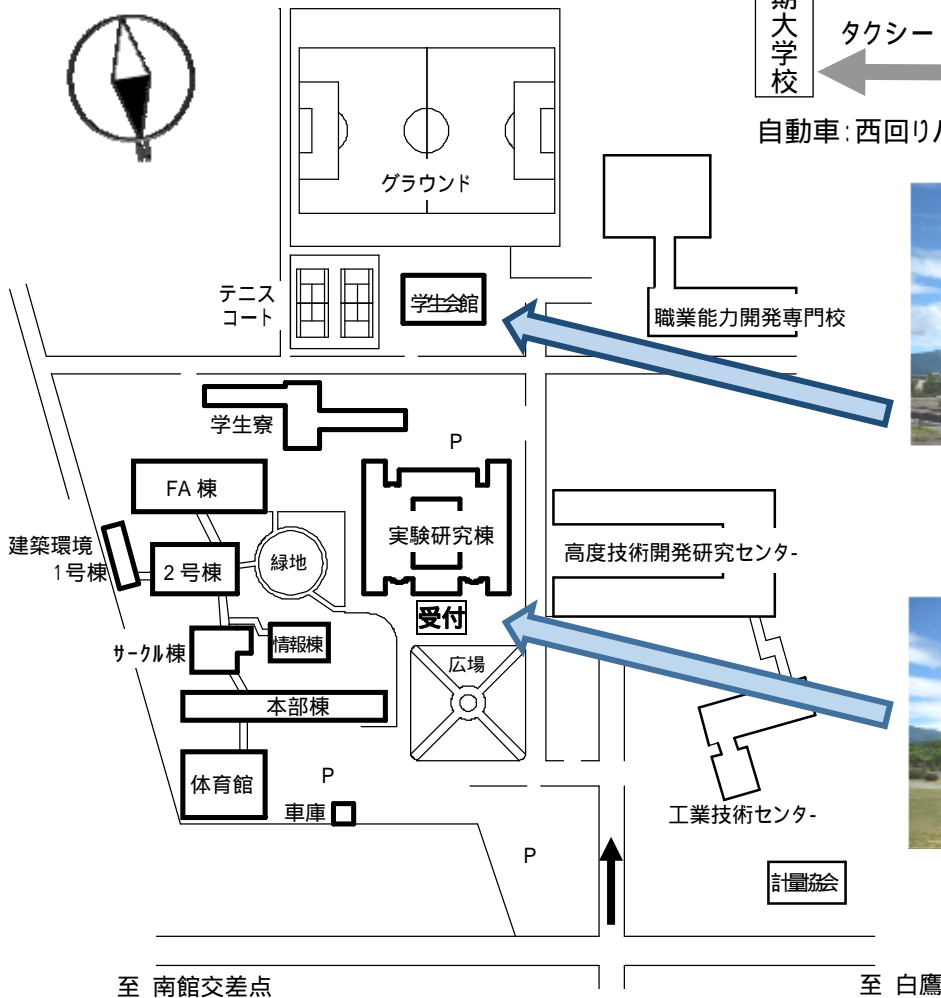 期大学校
タクシー
自動車:西回りバ
グラウンド
テニス
コート
学生会館
職業能力開発専門校
学生寮
P
FA 棟
実験研究棟
建築環境
1号棟
2 号棟
緑地
高度技術開発研究センタ-
受付
サークル棟
情報棟
広場
本部棟
体育館
P
車庫
工業技術センタ-
P
計量協会
至 南館交差点
至 白鷹